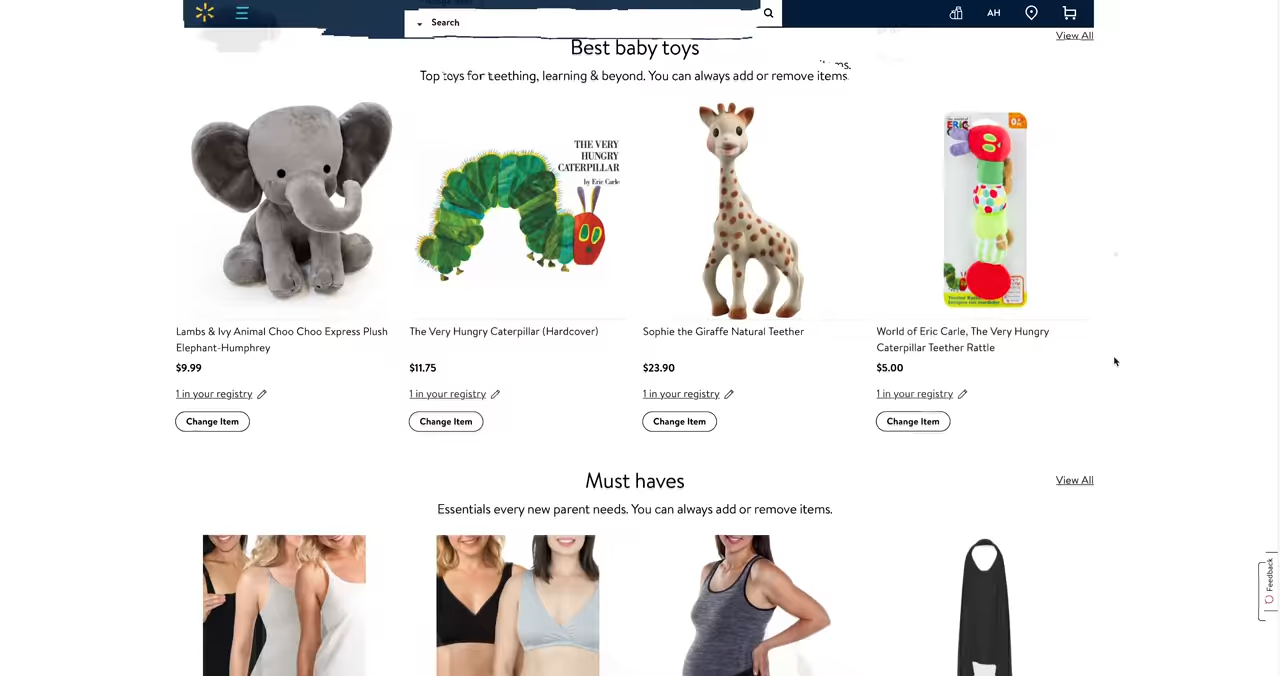 Search
AH
Best baby toys
View All
Top toys for teething, learning & beyond. You can always add or remove items.
THE VERY
HUNGRY
CATERPILLAR
by Eric Carle
ERIC
0+
Lambs & Ivy Animal Choo Choo Express Plush
Elephant-Humphrey
$9.99
1 in your registry
Change Item
The Very Hungry Caterpillar (Hardcover)
$11.75
1 in your registry
Change Item
Sophie the Giraffe Natural Teether
$23.90
1 in your registry
Change Item
World of Eric Carle, The Very Hungry
Caterpillar Teether Rattle
$5.00
1 in your registry
Change Item
Must haves
View All
Essentials every new parent needs. You can always add or remove items.
Feedback